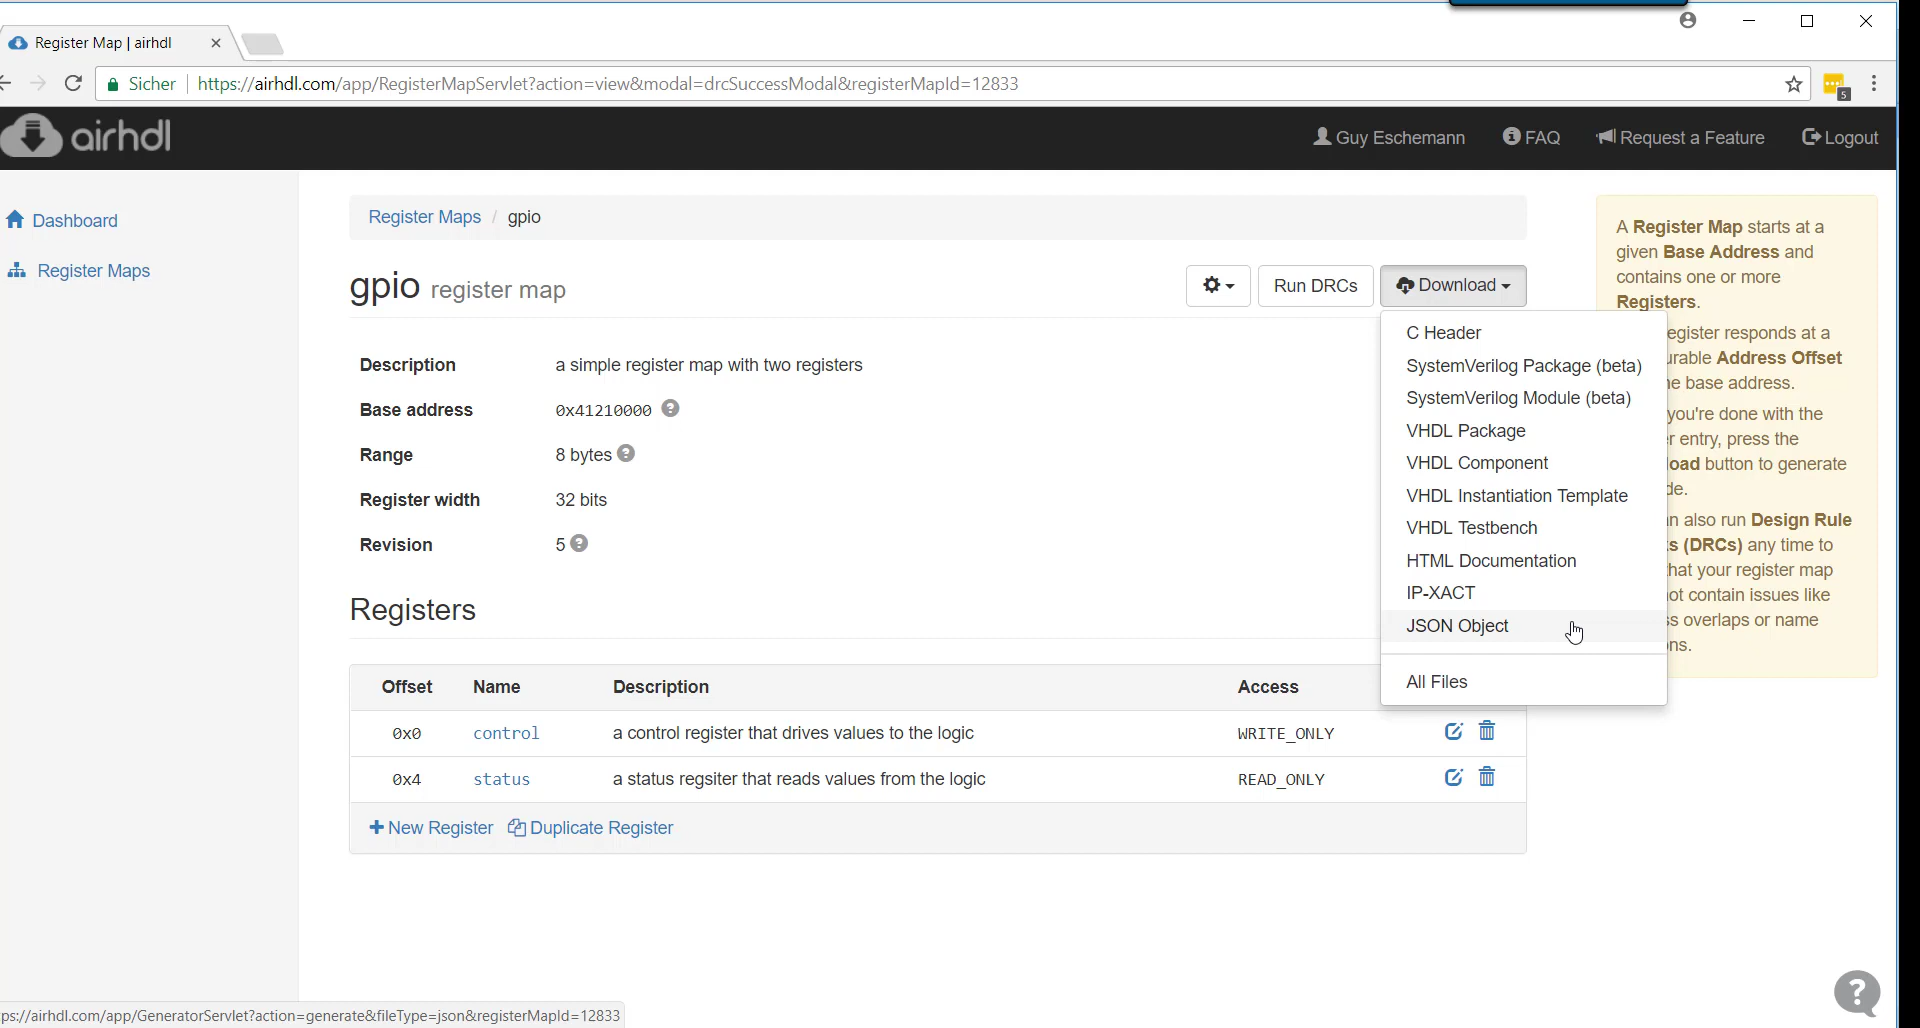 Register Map | airhdl
Sicher
https://airhdl.com/app/RegisterMapServlet?action=view&modal=drcSuccessModal&registerMapId=12833
5
airhdl
Guy Eschemann
FAQ
Request a Feature
Logout
Dashboard
Register Maps
Register Maps / gpio
gpio register map
Run DRCs
Download
Description a simple register map with two registers
Base address 0x41210000
Range 8 bytes
Register width 32 bits
Revision 5
C Header
SystemVerilog Package (beta)
SystemVerilog Module (beta)
VHDL Package
VHDL Component
VHDL Instantiation Template
VHDL Testbench
HTML Documentation
IP-XACT
JSON Object
All Files
A Register Map starts at a
given Base Address and
contains one or more
Registers.
egister responds at a
urable Address Offset
e base address.
you're done with the
r entry, press the
oad button to generate
de.
n also run Design Rule
s (DRCs) any time to
hat your register map
ot contain issues like
s overlaps or name
ns.
Registers
Offset Name Description Access
0x0 control a control register that drives values to the logic WRITE_ONLY
0x4 status a status regsiter that reads values from the logic READ_ONLY
New Register Duplicate Register
ps://airhdl.com/app/GeneratorServlet?action=generate&fileType=json&registerMapId=12833